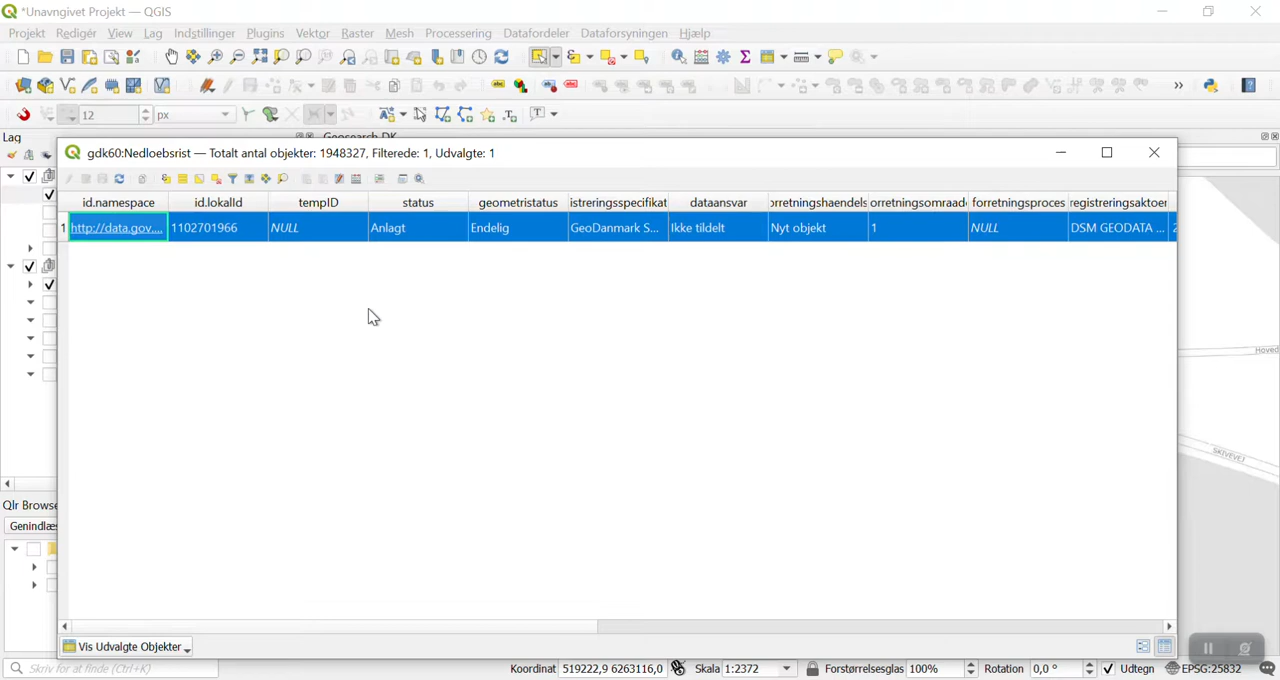 *Unavngivet Projekt — QGIS
Projekt Redigér View Lag Indstillinger Plugins Vektor Raster Mesh Processering Datafordeler Dataforsyningen Hjælp
12 px
Lag
Geosearch DK
gdk60:Nedloebsrist — Totalt antal objekter: 1948327, Filterede: 1, Udvalgte: 1
id.namespace id.lokalId tempID status geometristatus istreringsspecifikat dataansvar orretningshaendels orretningsomraade forretningsproces registreringsaktoer
1 http://data.gov.... 1102701966 NULL Anlagt Endelig GeoDanmark S... Ikke tildelt Nyt objekt 1 NULL DSM GEODATA ...
Hoved
SKIVEVEJ
Qlr Browse
Genindlæs
Vis Udvalgte Objekter
Skriv for at finde (Ctrl+K) Koordinat 519222,9 6263116,0 Skala 1:2372 Forstørrelsesglas 100% Rotation 0,0 ° Udtegn EPSG:25832